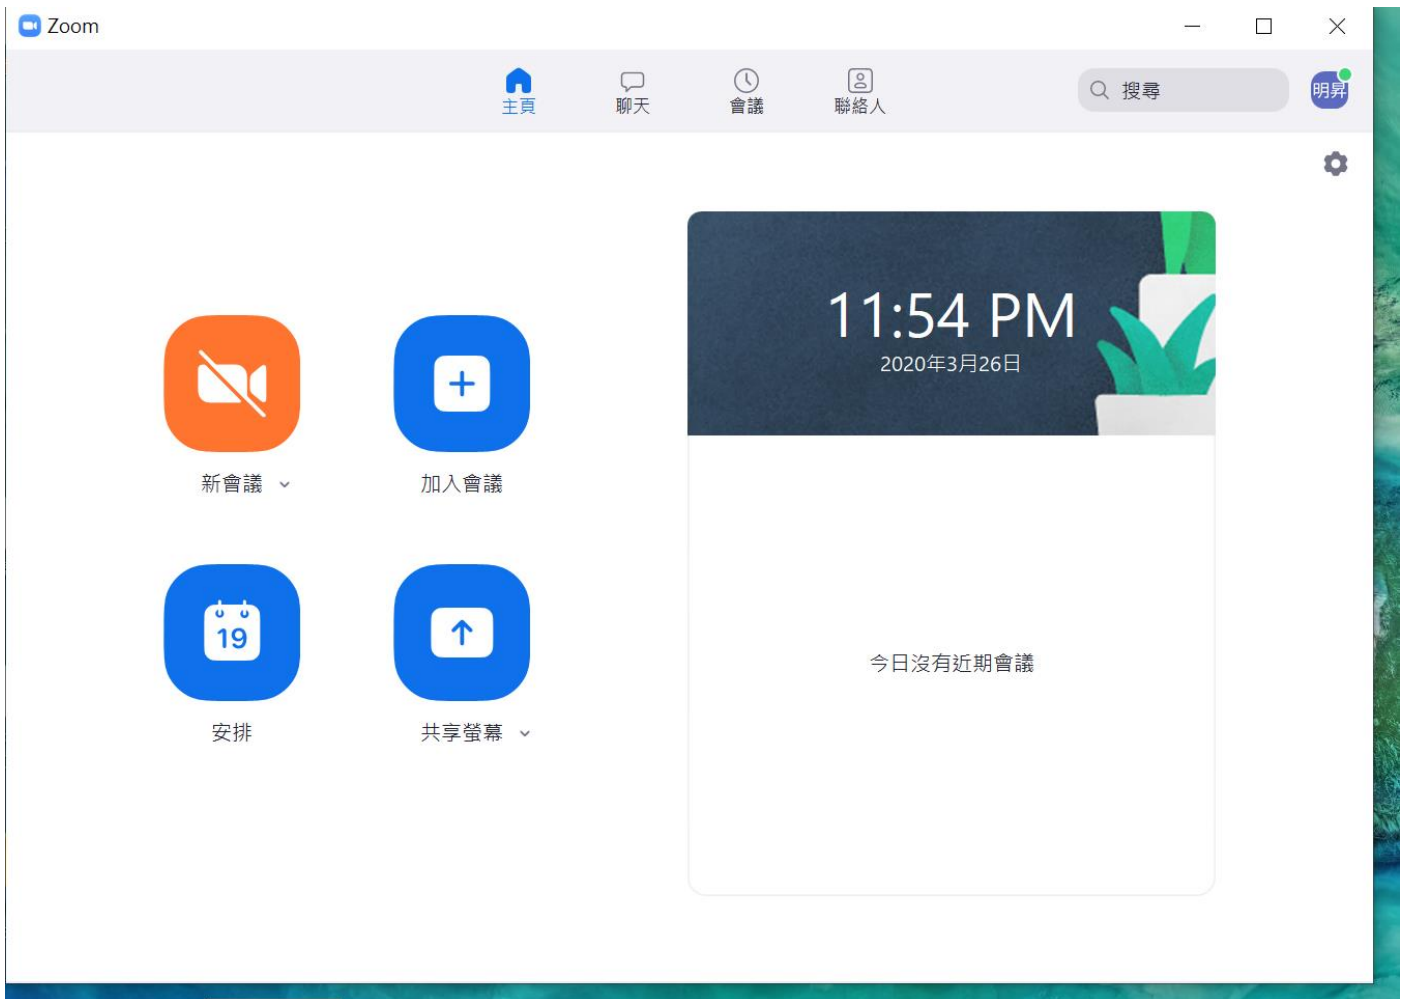 Zoom
主頁
聊天
會議
聯絡人
搜尋
明昇
11:54 PM
2020年3月26日
新會議
加入會議
19
安排
共享螢幕
今日沒有近期會議